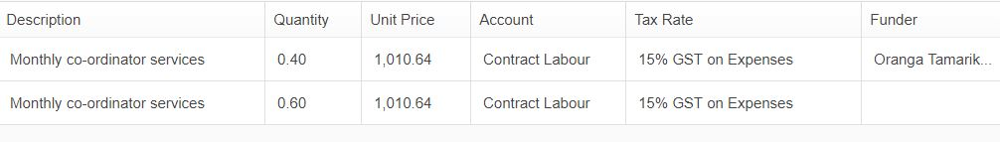 Description Quantity Unit Price Account Tax Rate Funder
Monthly co-ordinator services 0.40 1,010.64 Contract Labour 15% GST on Expenses Oranga Tamarik...
Monthly co-ordinator services 0.60 1,010.64 Contract Labour 15% GST on Expenses